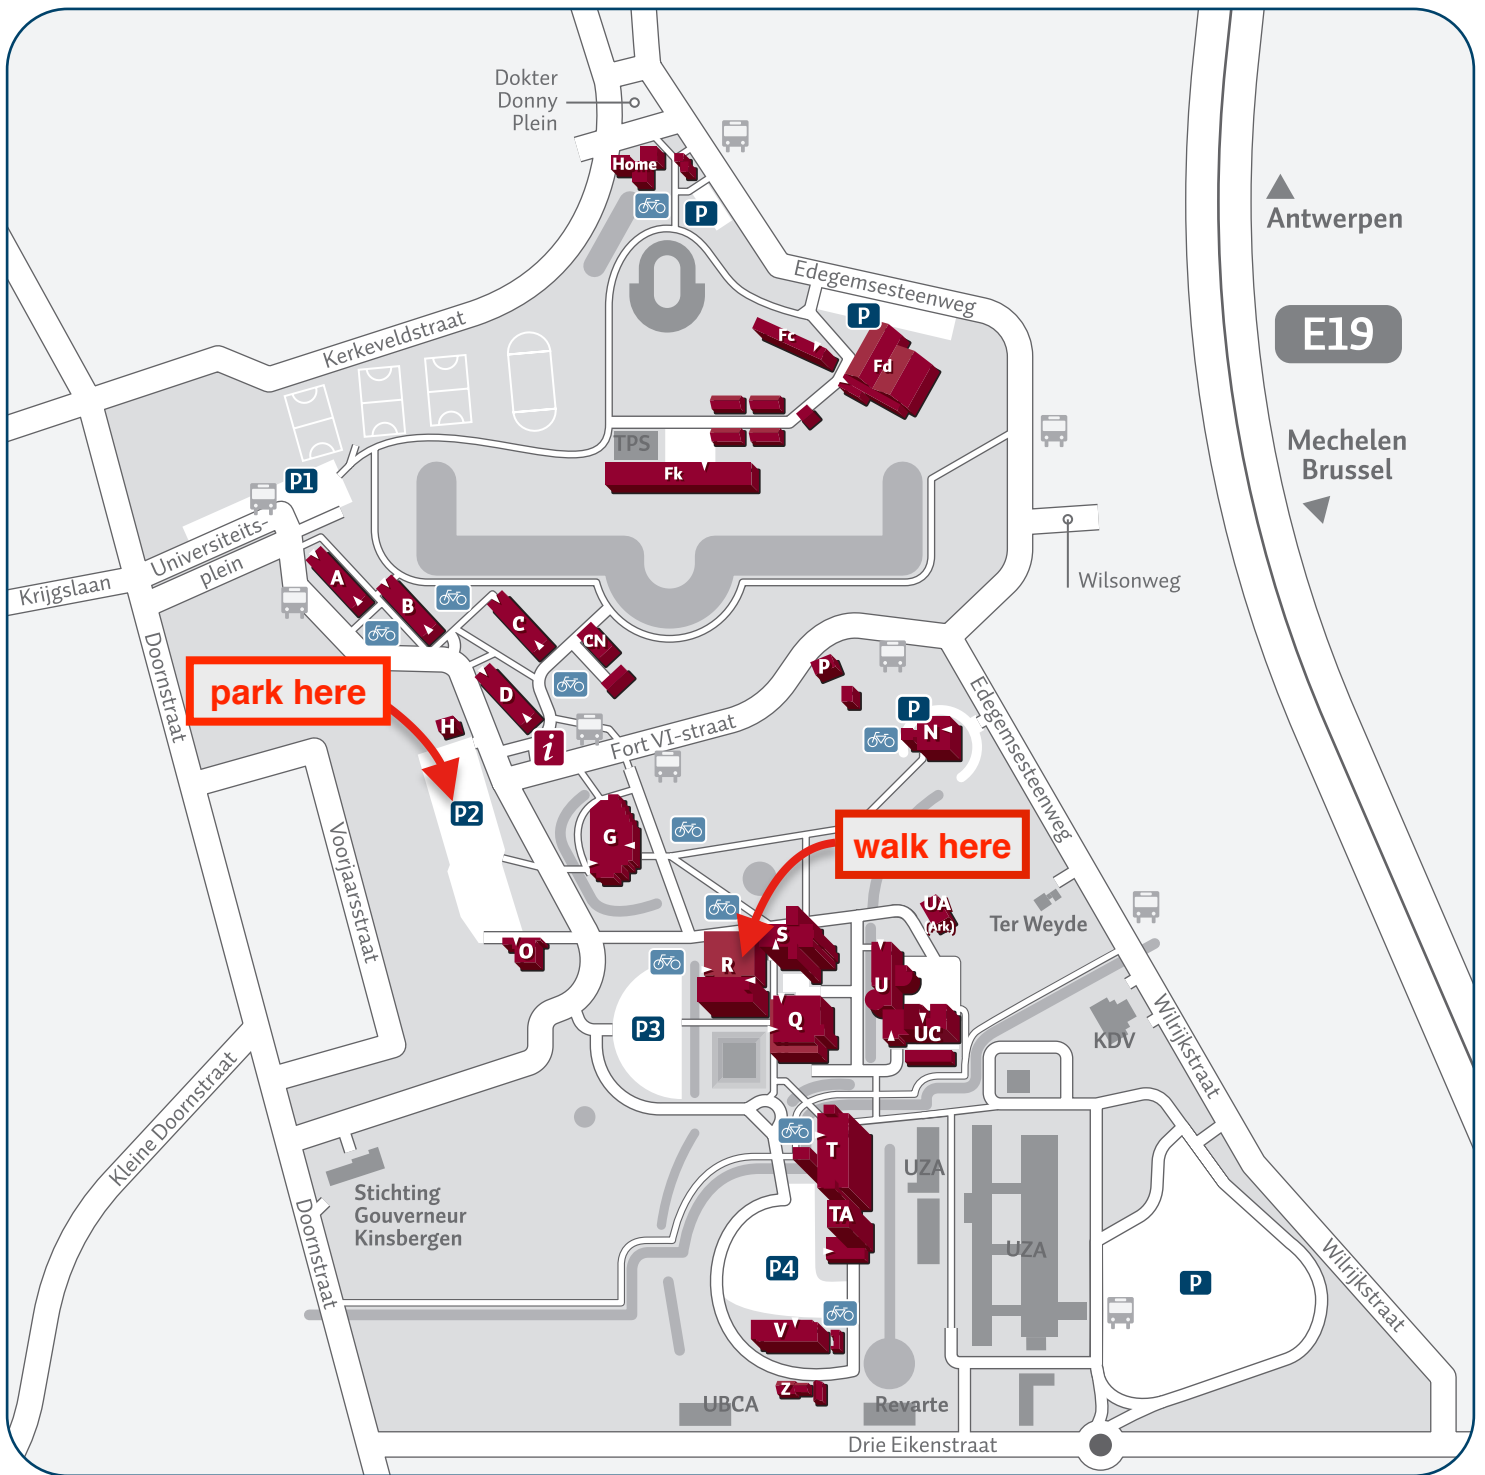 Dokter
Donny
Plein
Home
P
Antwerpen
Edegemsesteenweg
P
E19
Kerkeveldstraat
Fc
Fd
TPS
Mechelen
Brussel
Fk
P1
Universiteits-
plein
Krijgslaan
Wilsonweg
A
B
C
CN
D
Doornstraat
park here
P
H
i
Fort VI-straat
P
N
Edegemsesteenweg
P2
G
Voorjaarsstraat
walk here
UA
(Ark)
Ter Weyde
S
O
R
U
Q
UC
P3
KDV
Wilrijkstraat
Kleine Doornstraat
T
UZA
Stichting
Gouverneur
Kinsbergen
Doornstraat
TA
UZA
P4
P
Wilrijkstraat
V
Z
UBCA
Revarte
Drie Eikenstraat